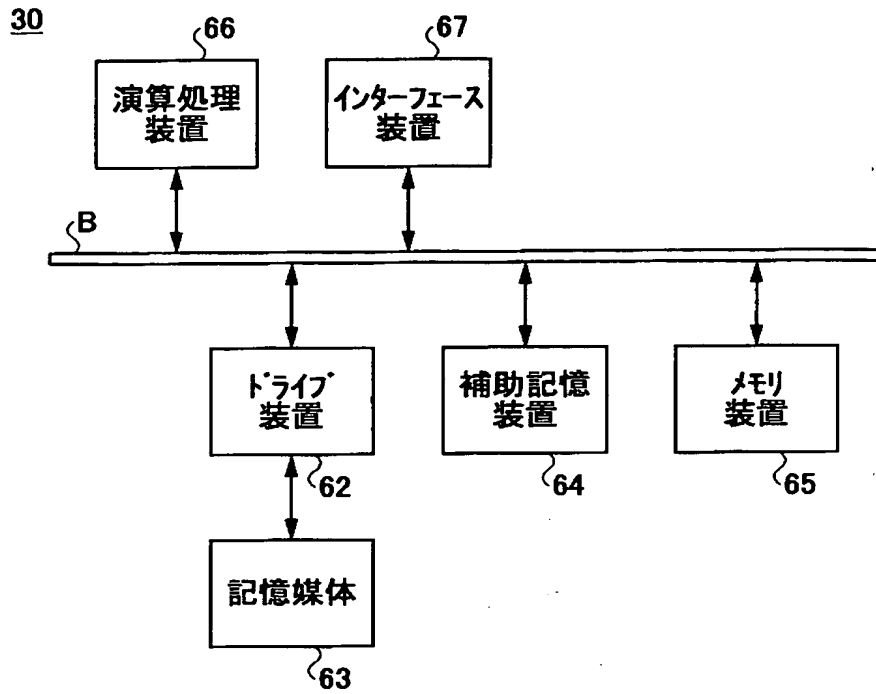 30
66
67
演算処理
装置
インターフェース
装置
B
ドライブ
装置
補助記憶
装置
メモリ
装置
62
64
65
記憶媒体
63